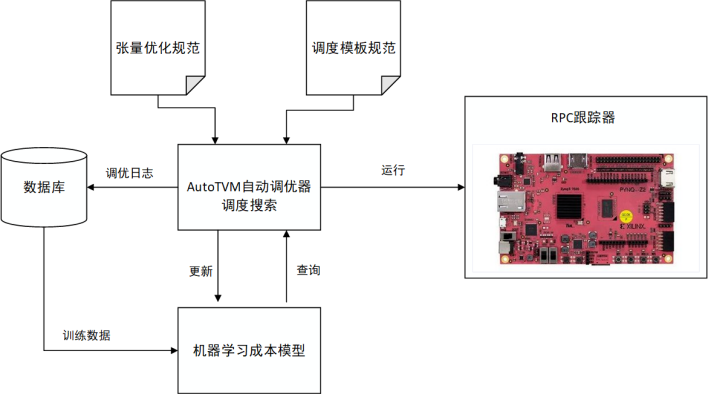 张量优化规范
调度模板规范
RPC跟踪器
数据库
调优日志
AutoTVM自动调优器
调度搜索
运行
PYNQ-Z2
XILINX
更新
查询
训练数据
机器学习成本模型